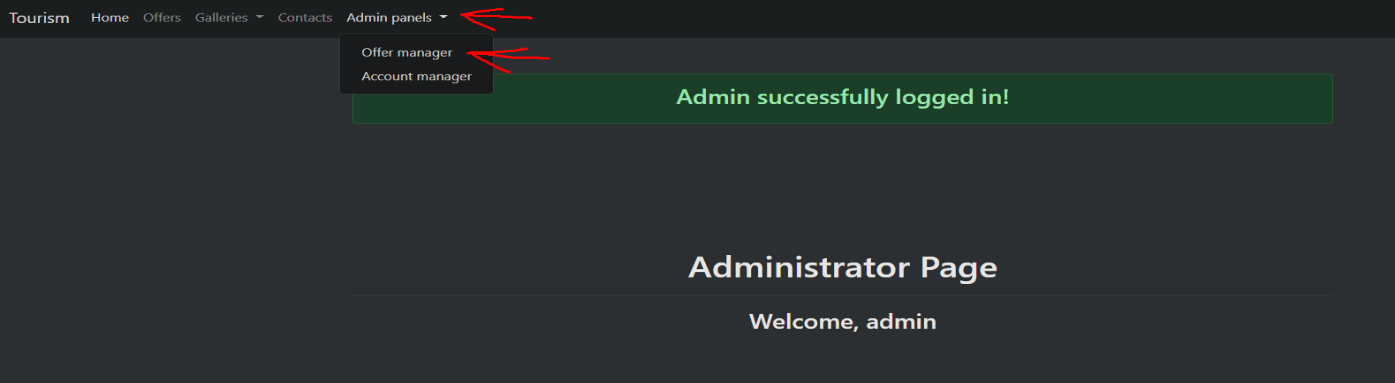 Tourism Home Offers Galleries Contacts Admin panels
Offer manager
Account manager
Admin successfully logged in!
Administrator Page
Welcome, admin